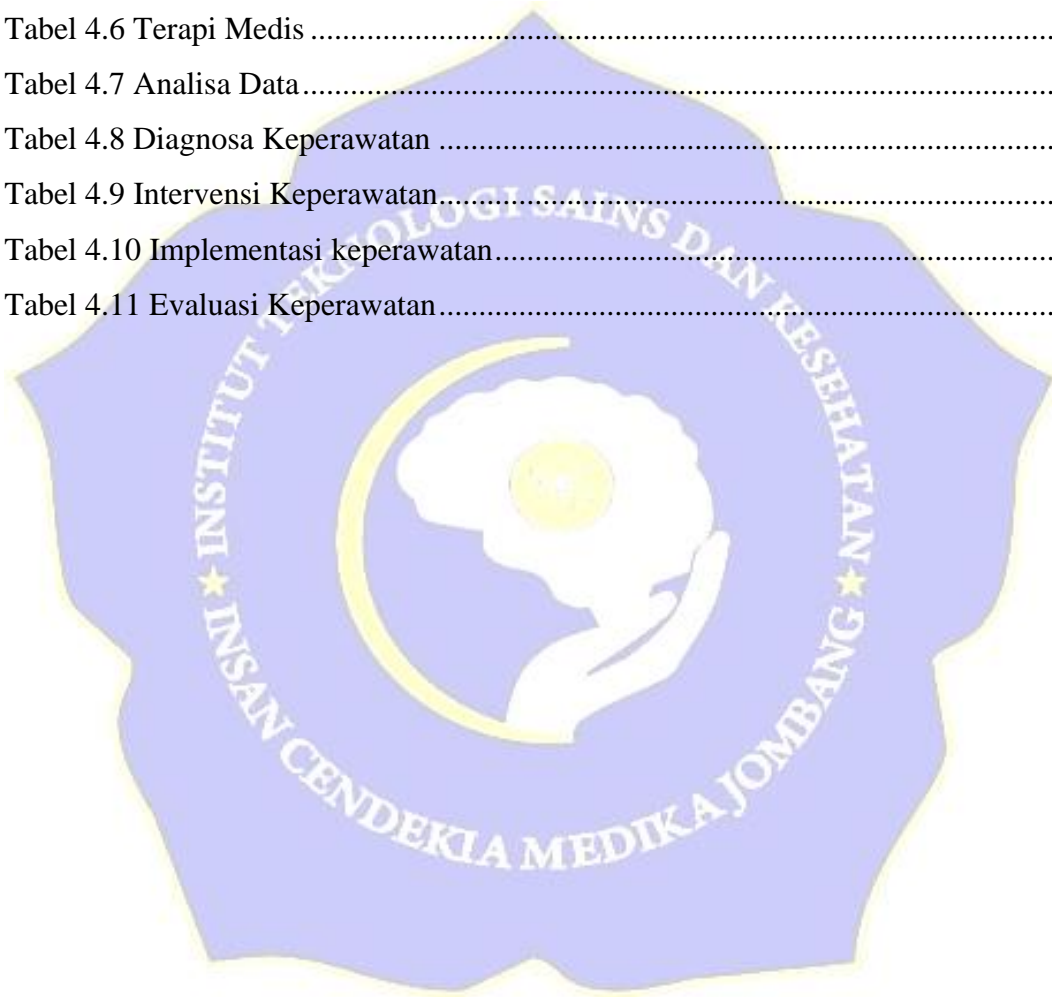 Tabel 4.6 Terapi Medis ..........................................................................................
Tabel 4.7 Analisa Data...........................................................................................
Tabel 4.8 Diagnosa Keperawatan ..........................................................................
Tabel 4.9 Intervensi Keperawatan..........................................................................
Tabel 4.10 Implementasi keperawatan...................................................................
Tabel 4.11 Evaluasi Keperawatan..........................................................................
INSTITUT TEKNOLOGI SAINS DAN KESEHATAN
INSAN CENDEKIA MEDIKA JOMBANG